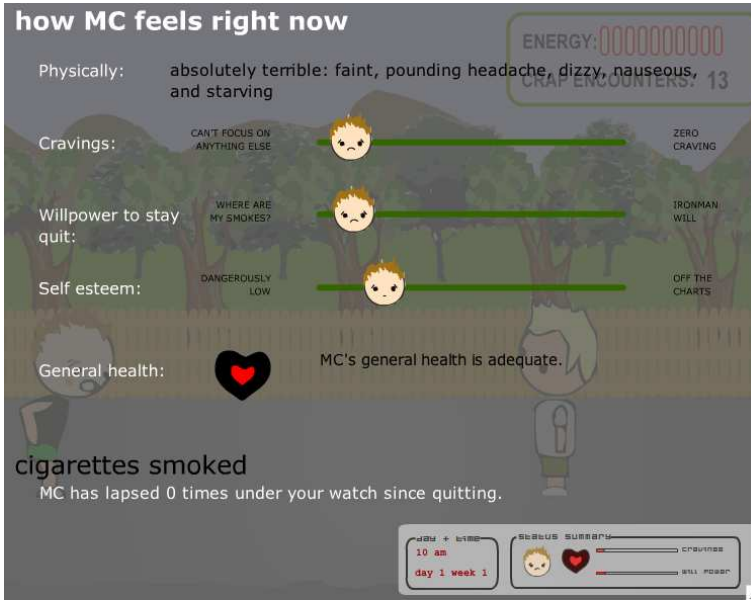 how MC feels right now
ENERGY:
CRAP ENCOUNTERS: 13
Physically:
absolutely terrible: faint, pounding headache, dizzy, nauseous,
and starving
Cravings:
CAN'T FOCUS ON
ANYTHING ELSE
ZERO
CRAVING
Willpower to stay
quit:
WHERE ARE
MY SMOKES?
IRONMAN
WILL
Self esteem:
DANGEROUSLY
LOW
OFF THE
CHARTS
General health:
MC's general health is adequate.
cigarettes smoked
MC has lapsed 0 times under your watch since quitting.
day + time
10 am
day 1 week 1
status summary
cravings
will power